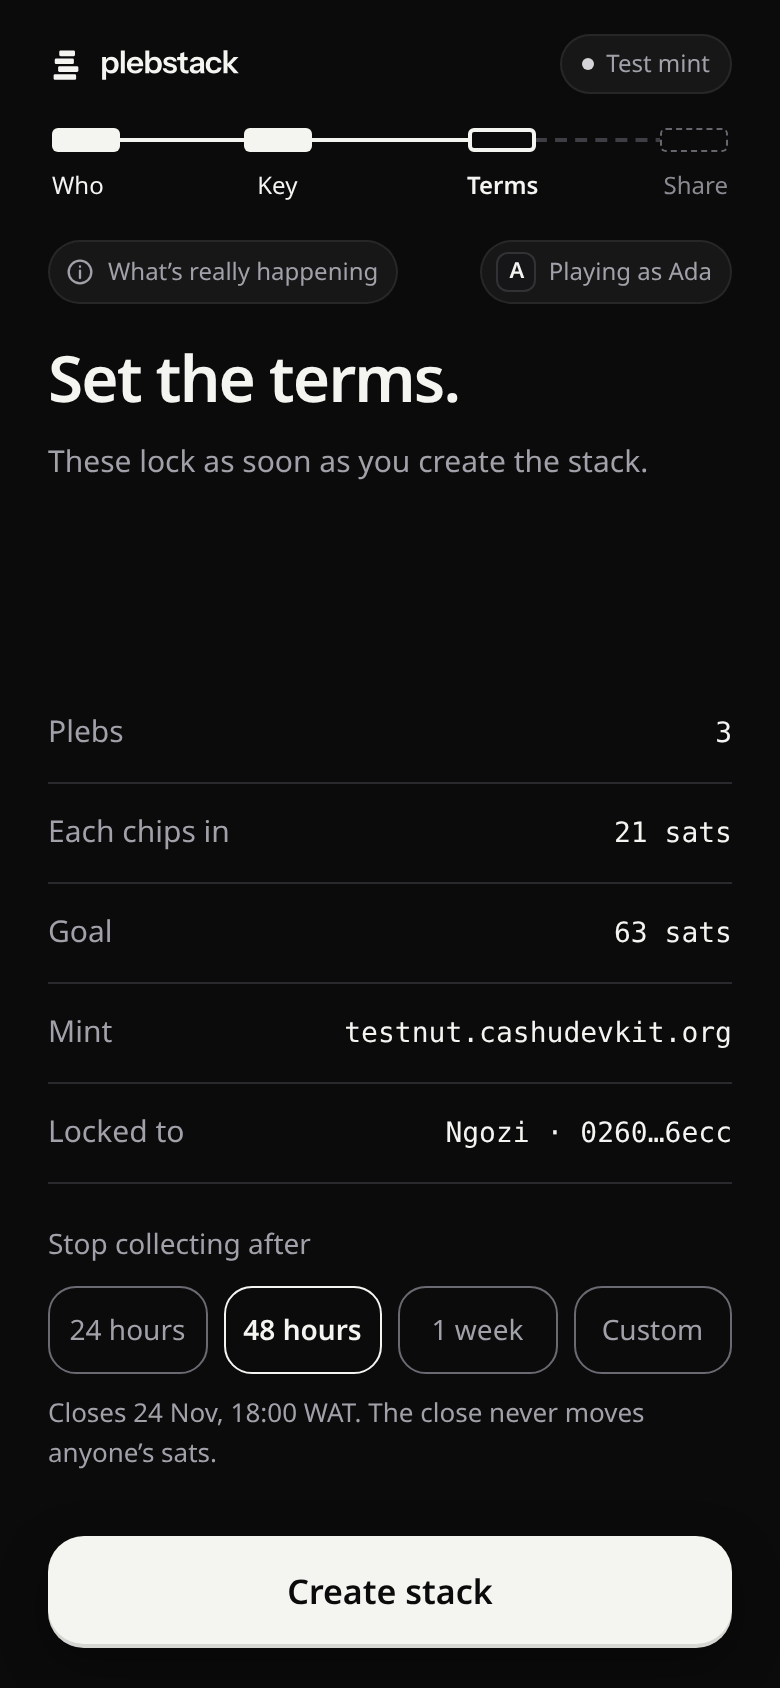 plebstack
Test mint
Who
Key
Terms
Share
What’s really happening
A
Playing as Ada
Set the terms.
These lock as soon as you create the stack.
Plebs
3
Each chips in
21 sats
Goal
63 sats
Mint
testnut.cashudevkit.org
Locked to
Ngozi · 0260…6ecc
Stop collecting after
24 hours
48 hours
1 week
Custom
Closes 24 Nov, 18:00 WAT. The close never moves
anyone’s sats.
Create stack